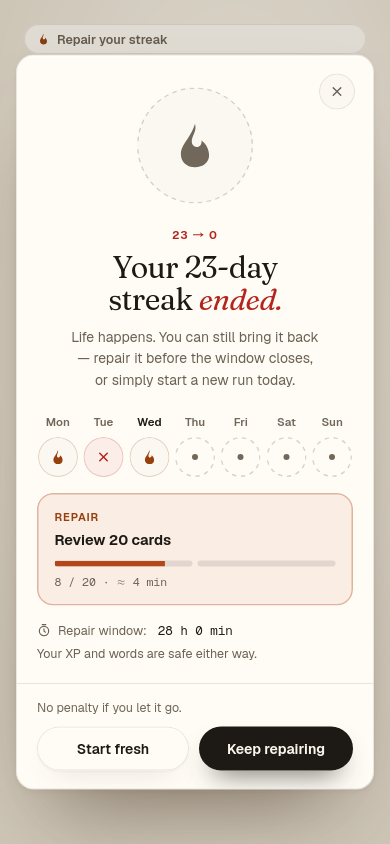 Repair your streak
23 → 0
Your 23-day
streak ended.
Life happens. You can still bring it back
— repair it before the window closes,
or simply start a new run today.
Mon Tue Wed Thu Fri Sat Sun
REPAIR
Review 20 cards
8 / 20 · ≈ 4 min
Repair window: 28 h 0 min
Your XP and words are safe either way.
No penalty if you let it go.
Start fresh Keep repairing